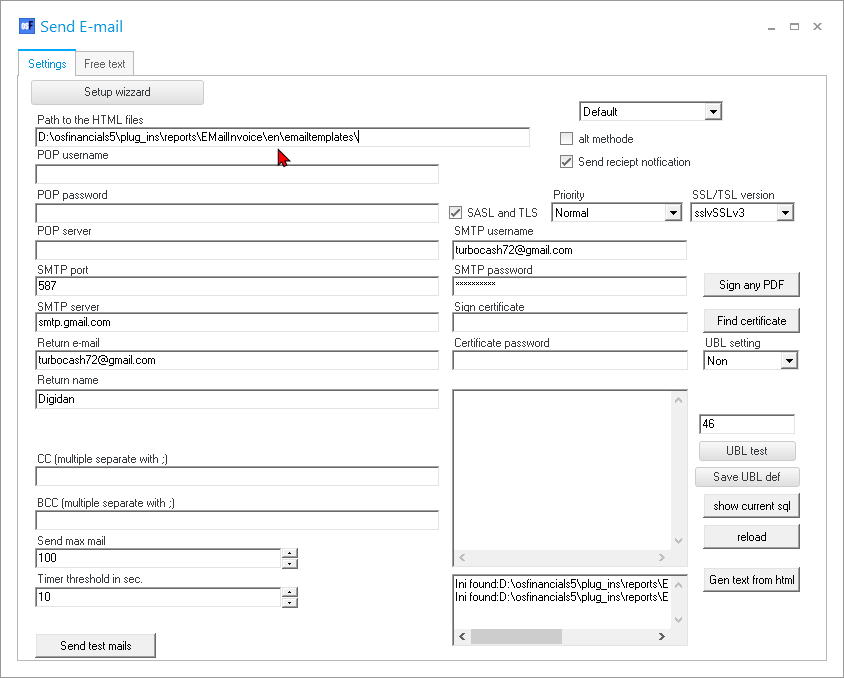 osF Send E-mail
Settings
Free text
Setup wizzard
Default
Path to the HTML files
D:\osfinancials5\plug_ins\reports\EMailInvoice\en\emailtemplates\
alt methode
POP username
Send reciept notfication
POP password
Priority
SSL/TSL version
SASL and TLS
Normal
sslvSSLv3
POP server
SMTP username
turbocash72@gmail.com
SMTP port
SMTP password
587
**********
Sign any PDF
SMTP server
Sign certificate
smtp.gmail.com
Find certificate
Return e-mail
Certificate password
UBL setting
turbocash72@gmail.com
Non
Return name
Digidan
46
UBL test
CC (multiple separate with ;)
Save UBL def
BCC (multiple separate with ;)
show current sql
Send max mail
reload
100
Timer threshold in sec.
Gen text from html
10
Ini found:D:\osfinancials5\plug_ins\reports\E
Ini found:D:\osfinancials5\plug_ins\reports\E
Send test mails